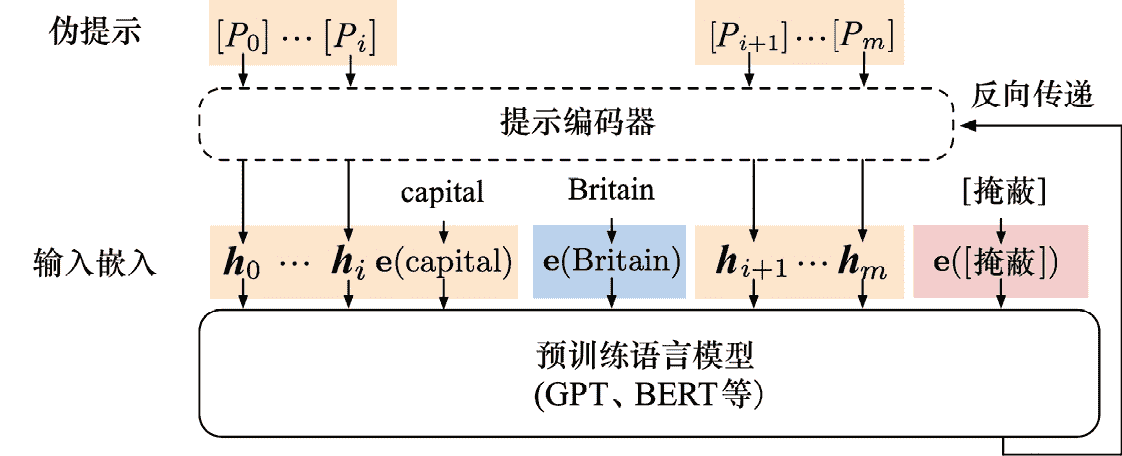 伪提示 [P0] ··· [Pi] [Pi+1] ··· [Pm]
反向传递
提示编码器
capital Britain [掩蔽]
输入嵌入 h0 ··· hi e(capital) e(Britain) hi+1 ··· hm e([掩蔽])
预训练语言模型
(GPT、BERT等)